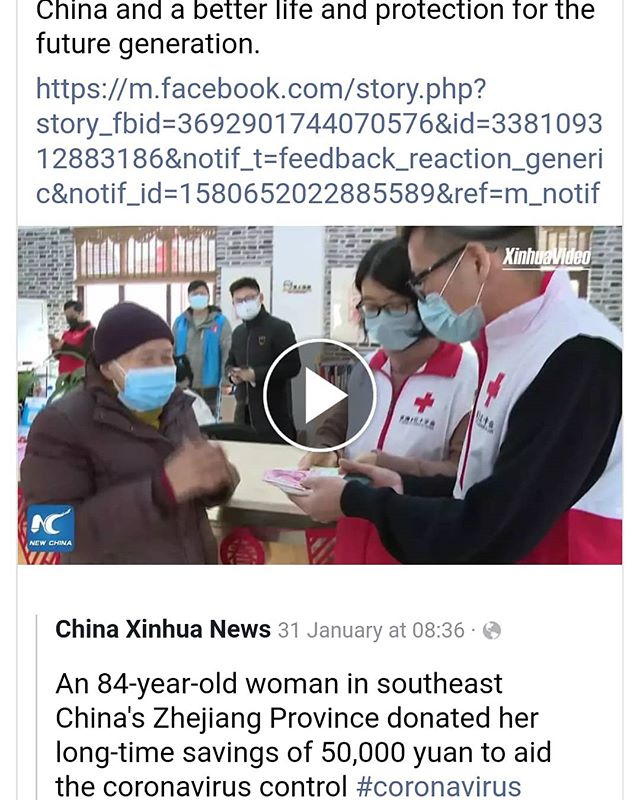 China and a better life and protection for the
future generation.
https://m.facebook.com/story.php?
story_fbid=3692901744070576&id=3381093
12883186&notif_t=feedback_reaction_generi
c&notif_id=1580652022885589&ref=m_notif
XinhuaVideo
NEW CHINA
China Xinhua News 31 January at 08:36 ·
An 84-year-old woman in southeast
China's Zhejiang Province donated her
long-time savings of 50,000 yuan to aid
the coronavirus control #coronavirus